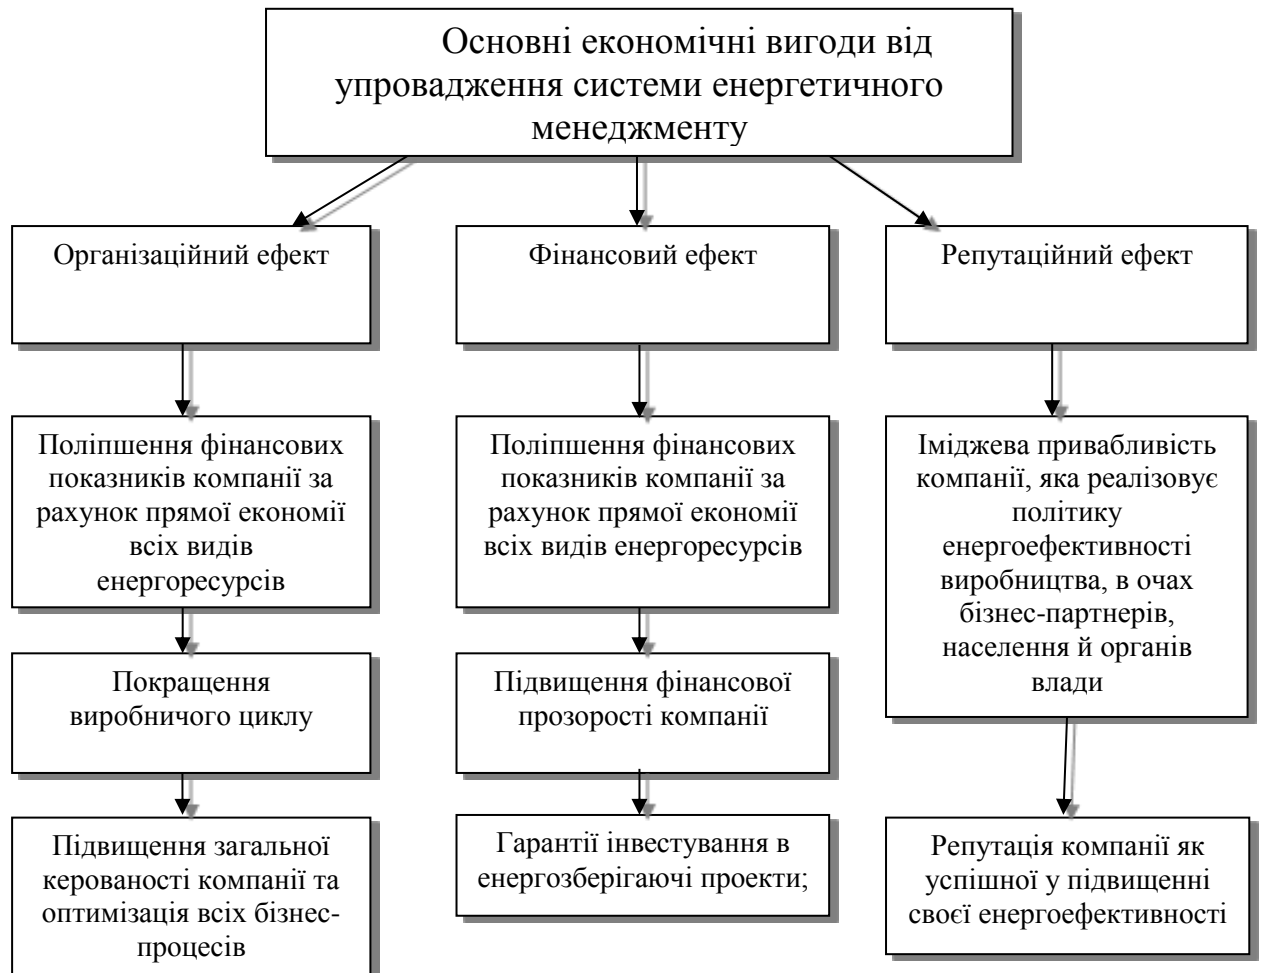 Основні економічні вигоди від
упровадження системи енергетичного
менеджменту
Організаційний ефект
Фінансовий ефект
Репутаційний ефект
Поліпшення фінансових
показників компанії за
рахунок прямої економії
всіх видів
енергоресурсів
Поліпшення фінансових
показників компанії за
рахунок прямої економії
всіх видів енергоресурсів
Іміджева привабливість
компанії, яка реалізовує
політику
енергоефективності
виробництва, в очах
бізнес-партнерів,
населення й органів
влади
Покращення
виробничого циклу
Підвищення фінансової
прозорості компанії
Підвищення загальної
керованості компанії та
оптимізація всіх бізнес-
процесів
Гарантії інвестування в
енергозберігаючі проекти;
Репутація компанії як
успішної у підвищенні
своєї енергоефективності